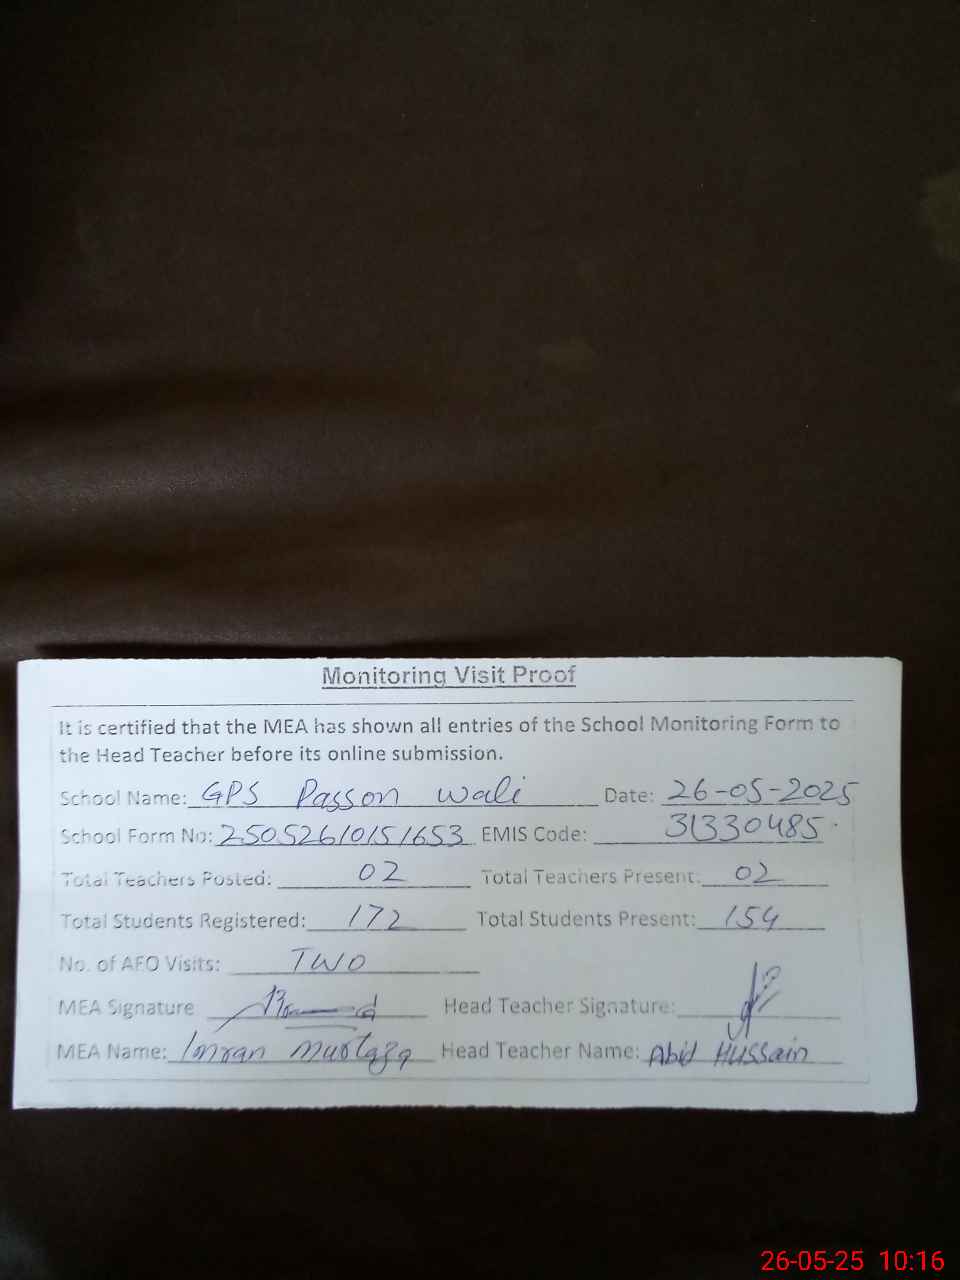 Monitoring Visit Proof
It is certified that the MEA has shown all entries of the School Monitoring Form to
the Head Teacher before its online submission.
School Name: GPS Passon wali Date: 26-05-2025
School Form No: 25052610151653 EMIS Code: 31330485
Total Teachers Posted: 02 Total Teachers Present: 02
Total Students Registered: 172 Total Students Present: 154
No. of AEO Visits: TWO
MEA Signature Head Teacher Signature:
MEA Name: Imran Murtaza Head Teacher Name: Abid Hussain
26-05-25 10:16